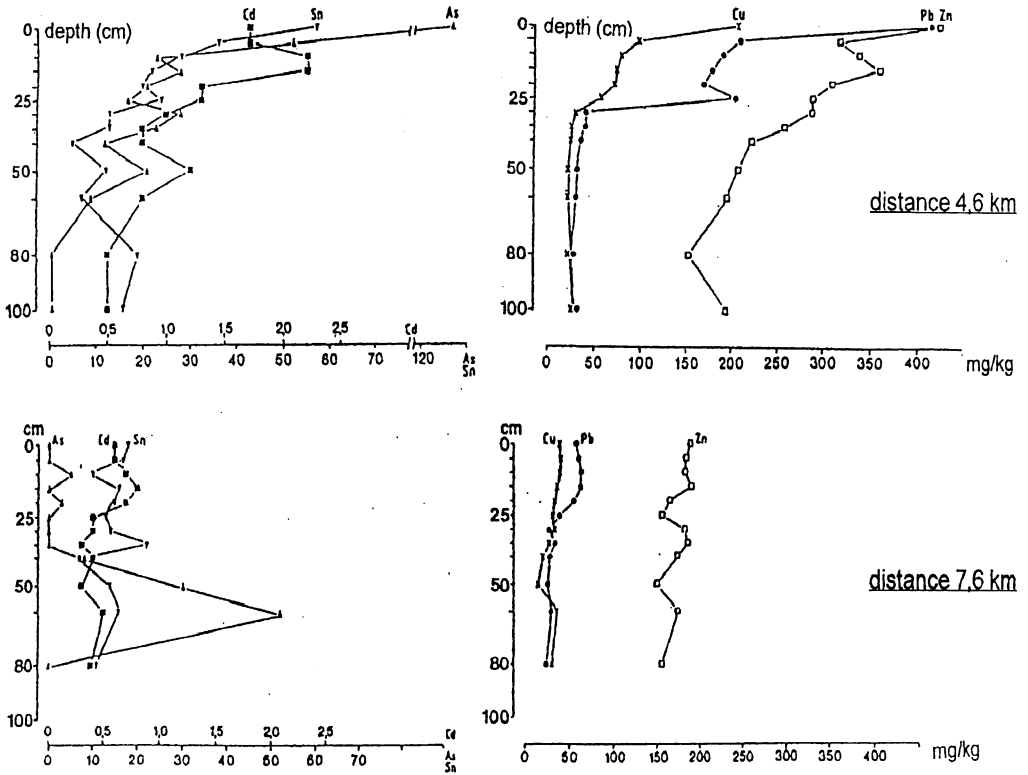 Cd Sn As
depth (cm)
0
25
50
80
100
0 0,5 1,0 1,5 2,0 2,5 Cd
0 10 20 30 40 50 60 70 120 As
Sn
Cu Pb Zn
depth (cm)
0
25
50
80
100
distance 4,6 km
0 50 100 150 200 250 300 350 400 mg/kg
cm
As Cd Sn
0
25
50
80
100
0 0,5 1,0 1,5 2,0 2,5 Cd
0 10 20 30 40 50 60 70 As
Sn
cm
Cu Pb Zn
0
25
50
80
100
distance 7,6 km
0 50 100 150 200 250 300 350 400 mg/kg